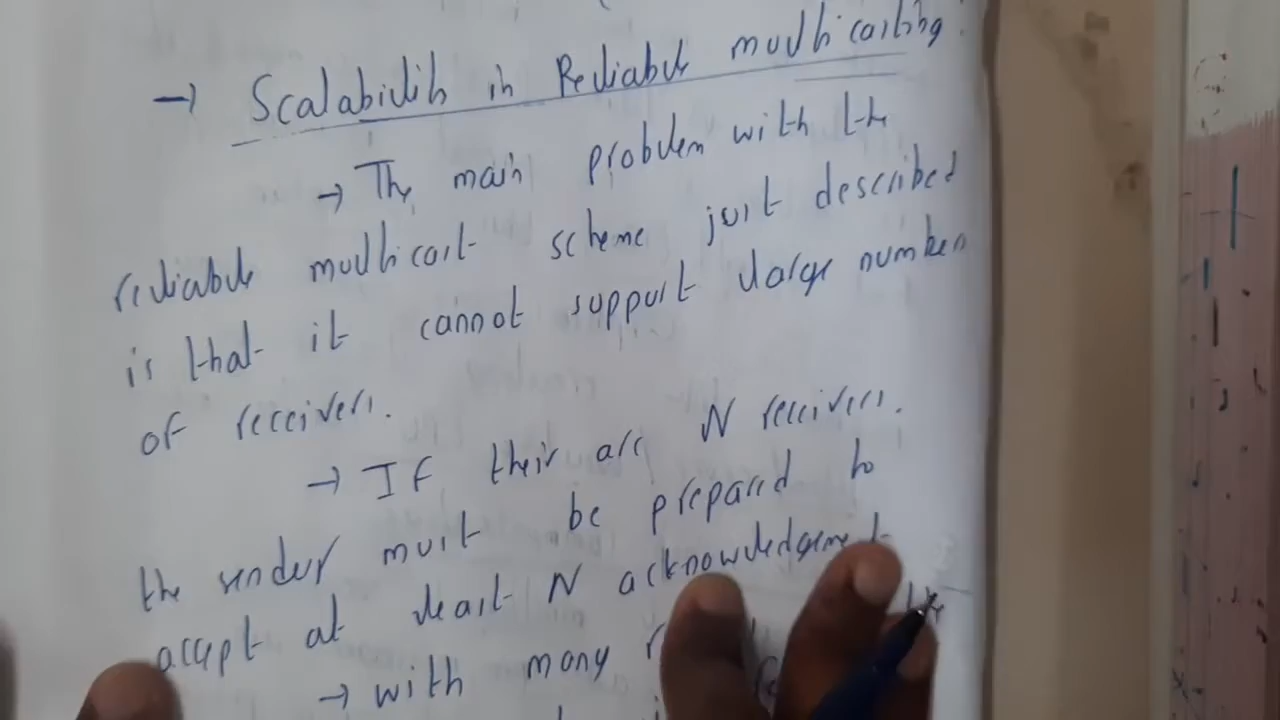 → Scalability in Reliable multicasting.
→ The main problem with the
reliable multicast scheme just described
is that it cannot support large number
of receivers.
→ If their are N receivers.
the sender must be prepared to
accept at least N acknowledgement
→ with many the